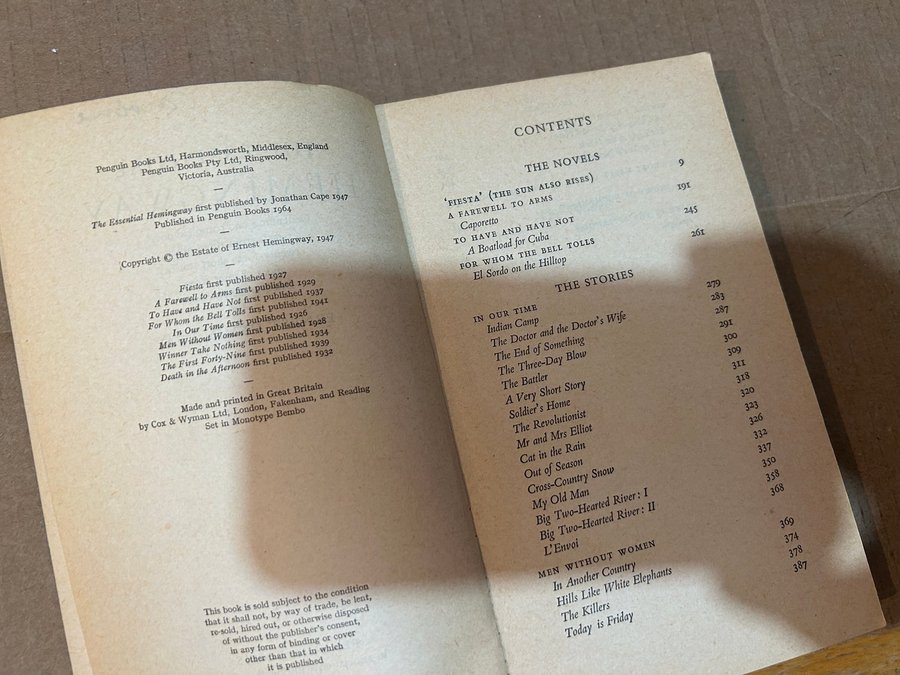 Penguin Books Ltd, Harmondsworth, Middlesex, England
Penguin Books Pty Ltd, Ringwood,
Victoria, Australia
—
The Essential Hemingway first published by Jonathan Cape 1947
Published in Penguin Books 1964
—
Copyright © the Estate of Ernest Hemingway, 1947
—
Fiesta first published 1927
A Farewell to Arms first published 1929
To Have and Have Not first published 1937
For Whom the Bell Tolls first published 1941
In Our Time first published 1926
Men Without Women first published 1928
Winner Take Nothing first published 1934
The First Forty-Nine first published 1939
Death in the Afternoon first published 1932
—
Made and printed in Great Britain
by Cox & Wyman Ltd, London, Fakenham, and Reading
Set in Monotype Bembo
This book is sold subject to the condition
that it shall not, by way of trade, be lent,
re-sold, hired out, or otherwise disposed
of without the publisher's consent,
in any form of binding or cover
other than that in which
it is published
CONTENTS
THE NOVELS
'FIESTA' (THE SUN ALSO RISES) 9
A FAREWELL TO ARMS
Caporetto 191
TO HAVE AND HAVE NOT
A Boatload for Cuba 245
FOR WHOM THE BELL TOLLS
El Sordo on the Hilltop 261
THE STORIES
IN OUR TIME
Indian Camp 279
The Doctor and the Doctor's Wife 283
The End of Something 287
The Three-Day Blow 291
The Battler 300
A Very Short Story 309
Soldier's Home 311
The Revolutionist 318
Mr and Mrs Elliot 320
Cat in the Rain 323
Out of Season 326
Cross-Country Snow 332
My Old Man 337
Big Two-Hearted River: I 350
Big Two-Hearted River: II 358
L'Envoi 368
MEN WITHOUT WOMEN
In Another Country 369
Hills Like White Elephants 374
The Killers 378
Today is Friday 387